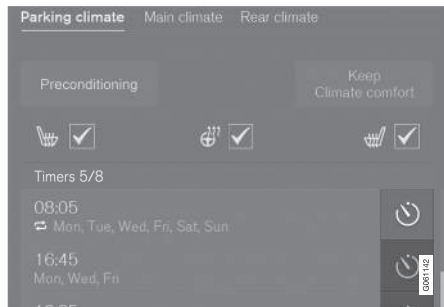 Parking climate Main climate Rear climate
Preconditioning
Keep
Climate comfort
Timers 5/8
08:05
Mon, Tue, Wed, Fri, Sat, Sun
16:45
Mon, Wed, Fri
G061142